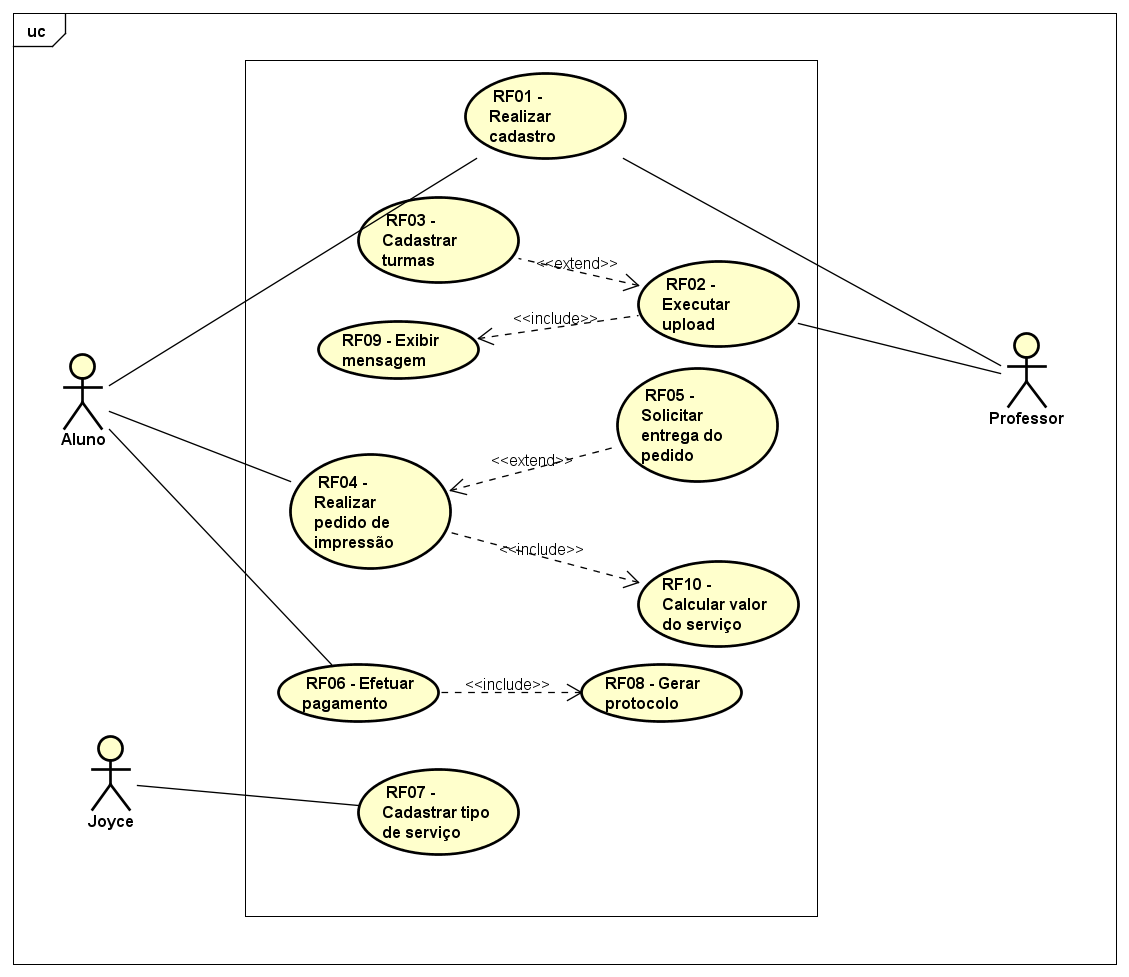 uc
RF01 -
Realizar
cadastro
RF03 -
Cadastrar
turmas
<<extend>>
RF02 -
Executar
upload
<<include>>
RF09 - Exibir
mensagem
Aluno
Professor
RF05 -
Solicitar
entrega do
pedido
<<extend>>
RF04 -
Realizar
pedido de
impressão
<<include>>
RF10 -
Calcular valor
do serviço
RF06 - Efetuar
pagamento
<<include>>
RF08 - Gerar
protocolo
Joyce
RF07 -
Cadastrar tipo
de serviço